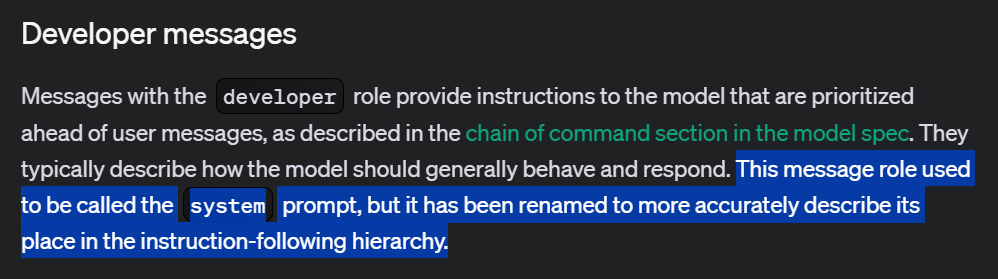 Developer messages
Messages with the developer role provide instructions to the model that are prioritized
ahead of user messages, as described in the chain of command section in the model spec. They
typically describe how the model should generally behave and respond. This message role used
to be called the system prompt, but it has been renamed to more accurately describe its
place in the instruction-following hierarchy.